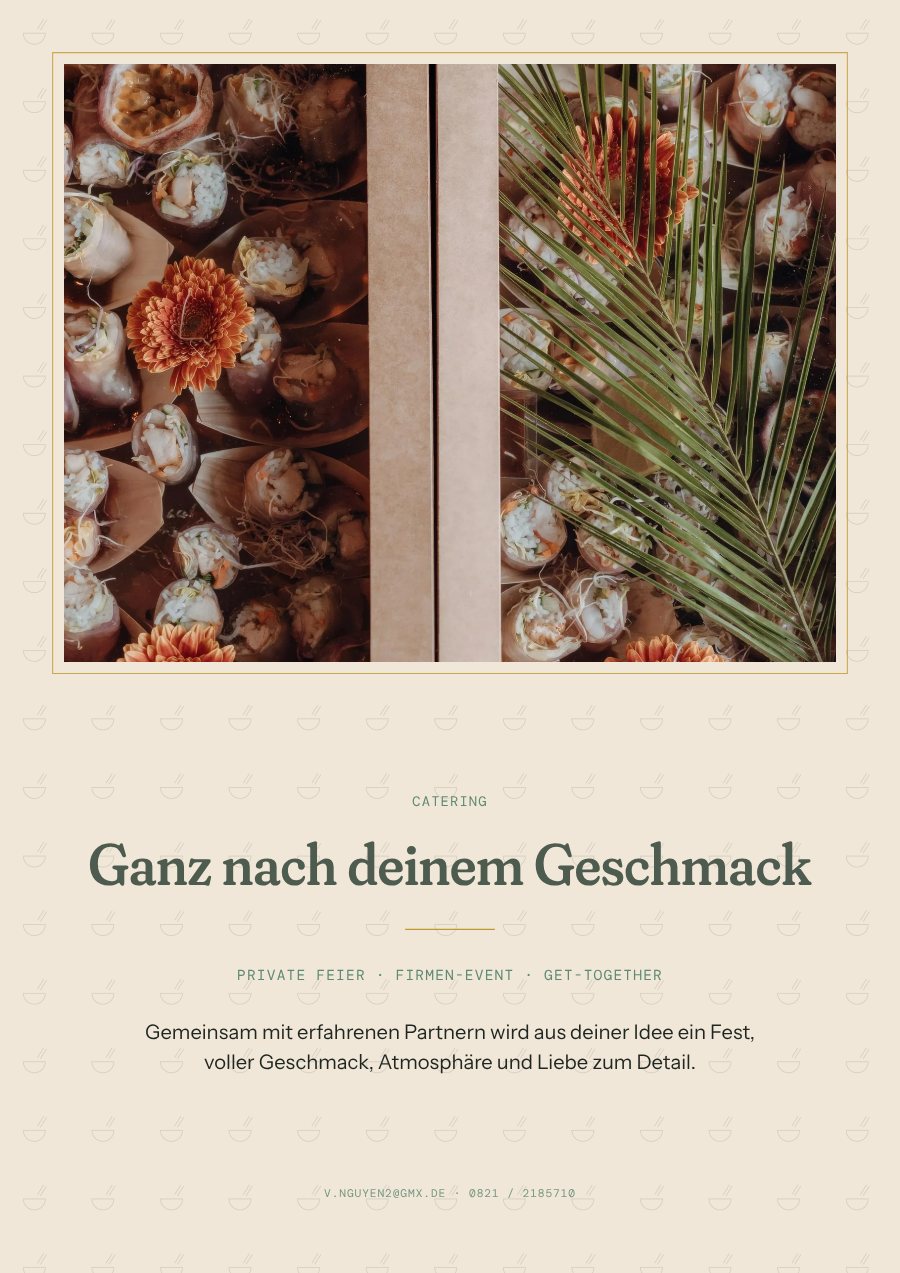 CATERING
Ganz nach deinem Geschmack
PRIVATE FEIER · FIRMEN-EVENT · GET-TOGETHER
Gemeinsam mit erfahrenen Partnern wird aus deiner Idee ein Fest,
voller Geschmack, Atmosphäre und Liebe zum Detail.
V.NGUYEN2@GMX.DE · 0821 / 2185710